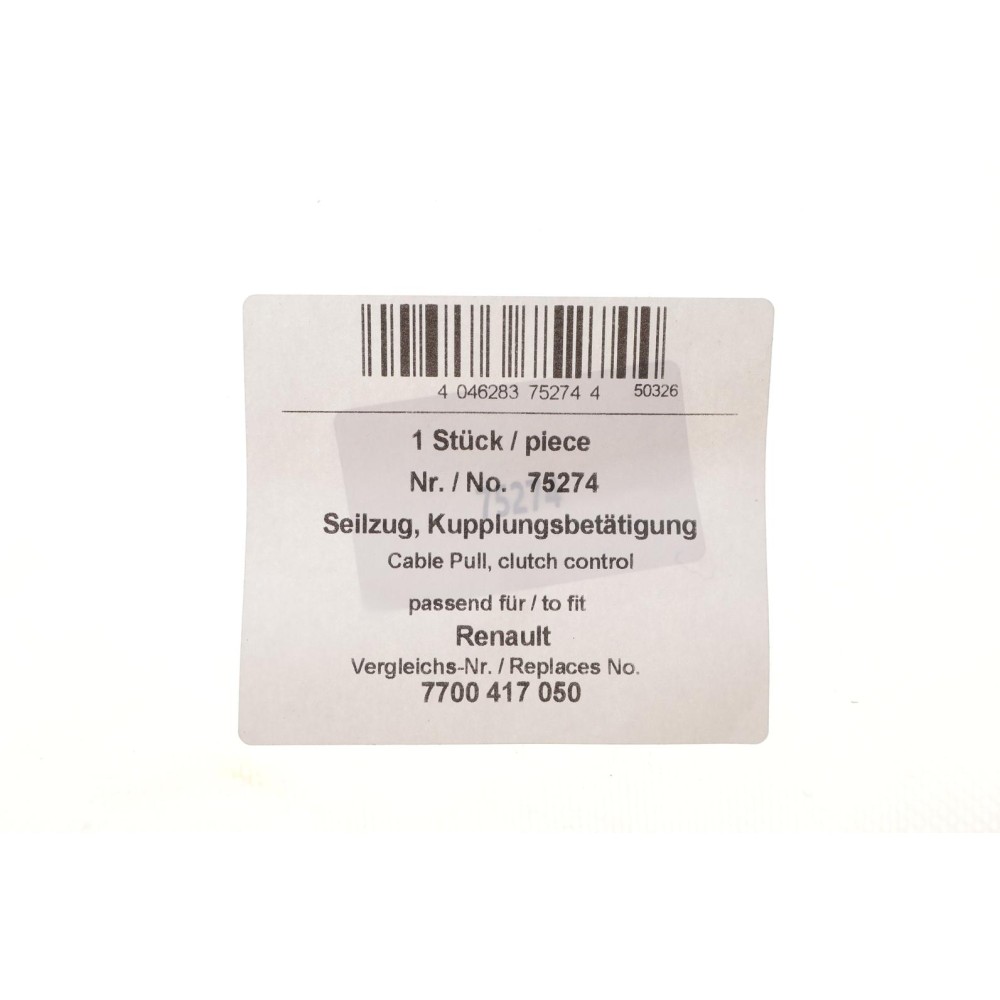 4 046283 75274 4 50326
1 Stück / piece
Nr. / No. 75274
75274
Seilzug, Kupplungsbetätigung
Cable Pull, clutch control
passend für / to fit
Renault
Vergleichs-Nr. / Replaces No.
7700 417 050